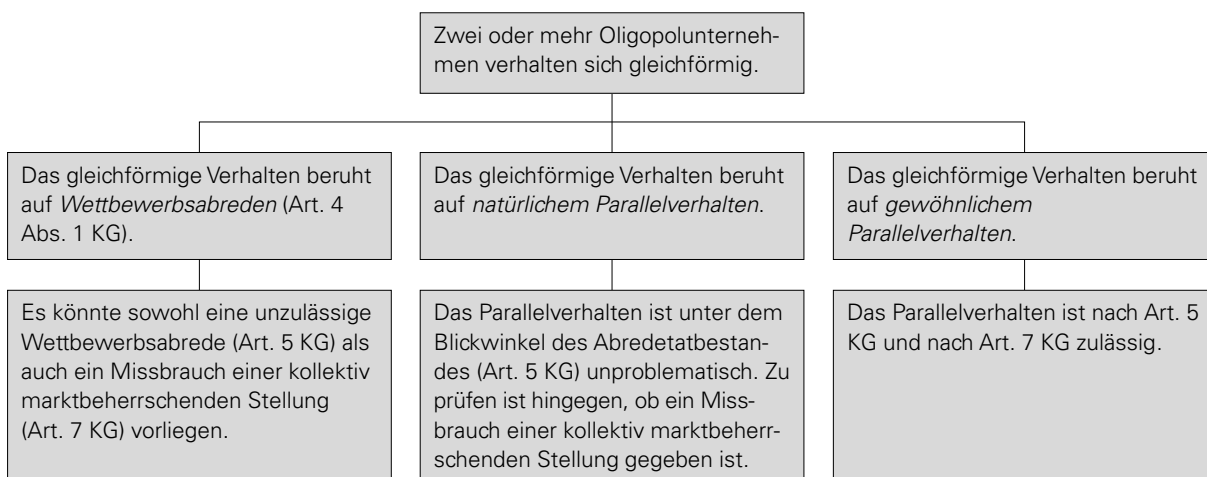 Zwei oder mehr Oligopolunterneh-
men verhalten sich gleichförmig.
Das gleichförmige Verhalten beruht
auf Wettbewerbsabreden (Art. 4
Abs. 1 KG).
Das gleichförmige Verhalten beruht
auf natürlichem Parallelverhalten.
Das gleichförmige Verhalten beruht
auf gewöhnlichem
Parallelverhalten.
Es könnte sowohl eine unzulässige
Wettbewerbsabrede (Art. 5 KG) als
auch ein Missbrauch einer kollektiv
marktbeherrschenden Stellung
(Art. 7 KG) vorliegen.
Das Parallelverhalten ist unter dem
Blickwinkel des Abredetatbestan-
des (Art. 5 KG) unproblematisch. Zu
prüfen ist hingegen, ob ein Miss-
brauch einer kollektiv marktbeherr-
schenden Stellung gegeben ist.
Das Parallelverhalten ist nach Art. 5
KG und nach Art. 7 KG zulässig.